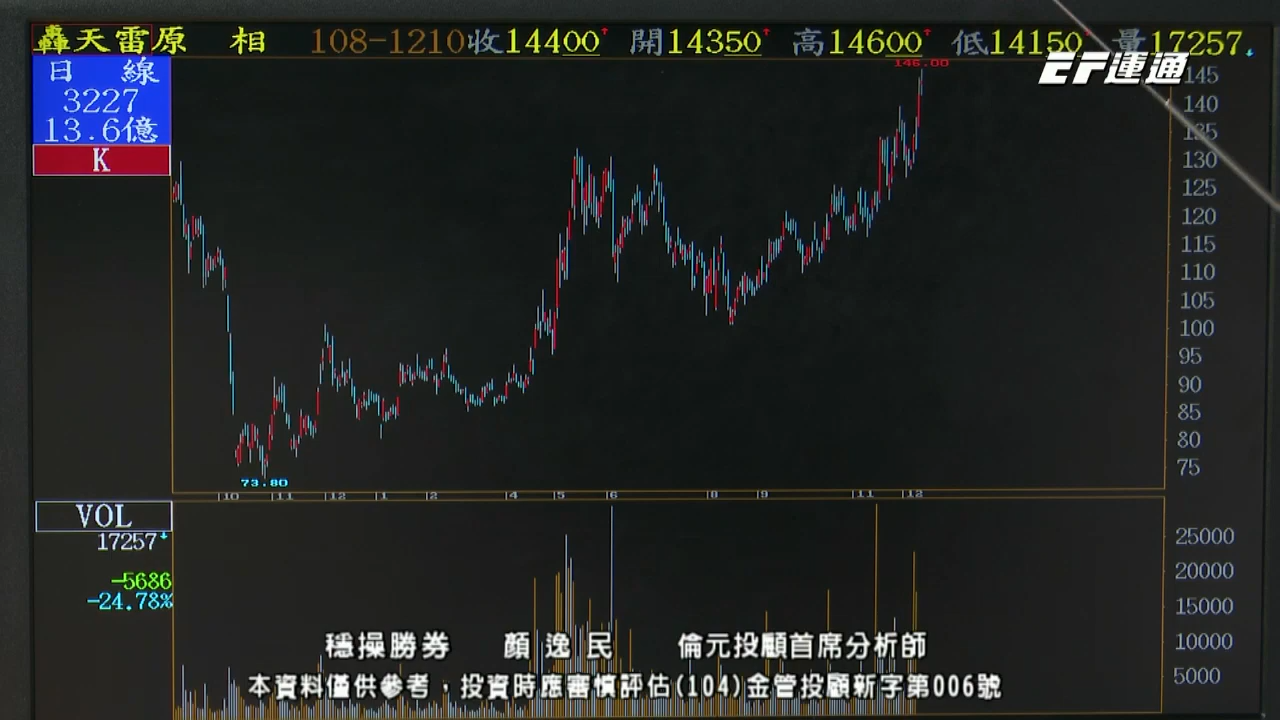 轟天雷原 相 108-1210收14400 開14350 高14600 低14150 量17257
EF運通
日 線
3227
13.6億
K
146.00
145
140
135
130
125
120
115
110
105
100
95
90
85
80
75
73.80
10 11 12 1 2 4 5 6 8 9 11 12
VOL
17257
-5686
-24.78%
25000
20000
15000
10000
5000
穩操勝券 顏逸民 倫元投顧首席分析師
本資料僅供參考，投資時應審慎評估(104)金管投顧新字第006號